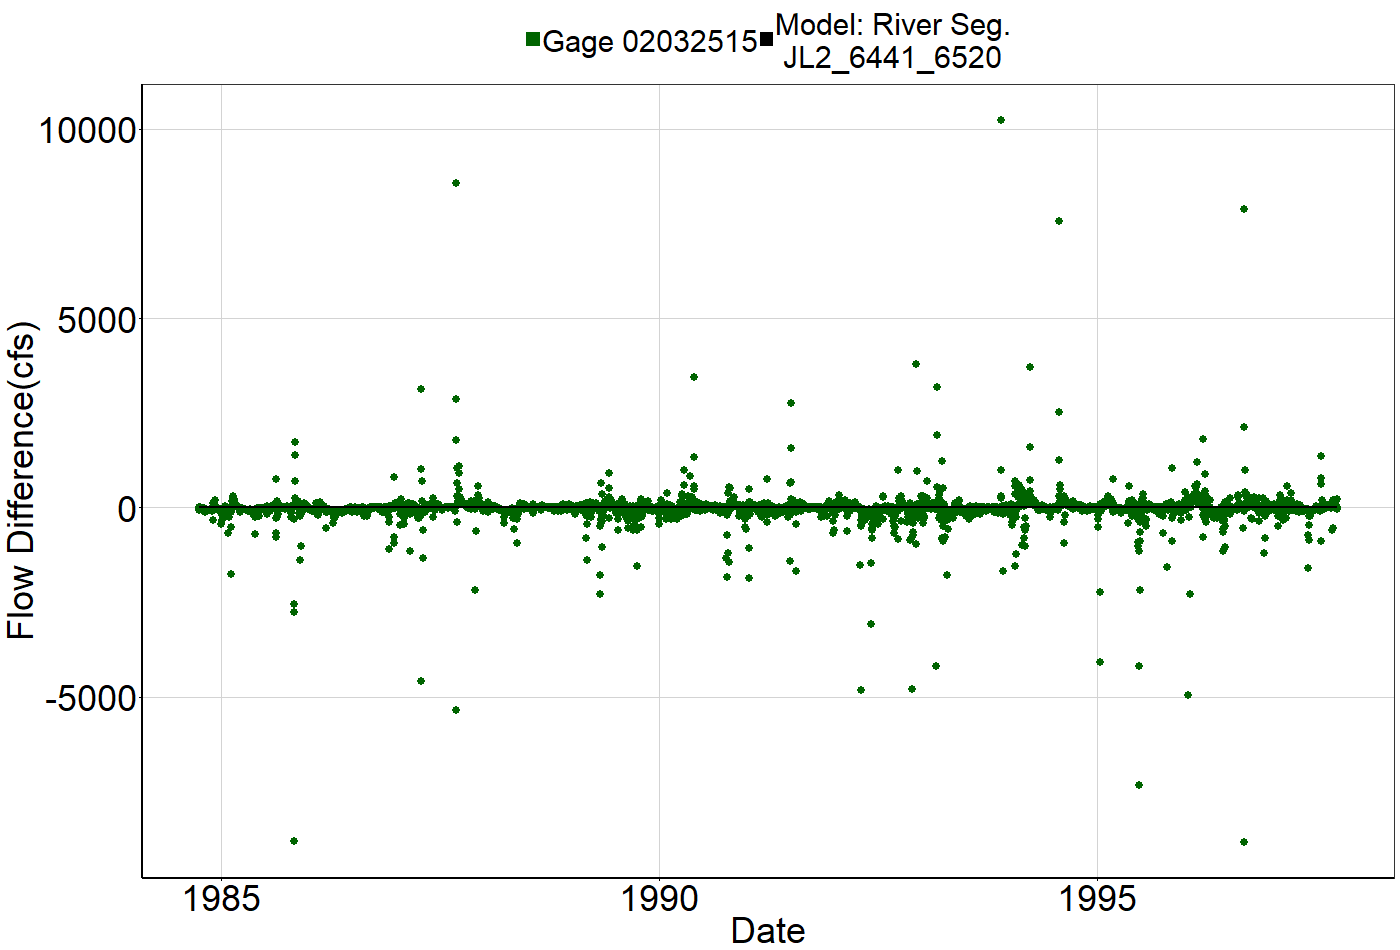 Gage 02032515
Model: River Seg.
JL2_6441_6520
10000
5000
0
-5000
Flow Difference(cfs)
1985
1990
1995
Date